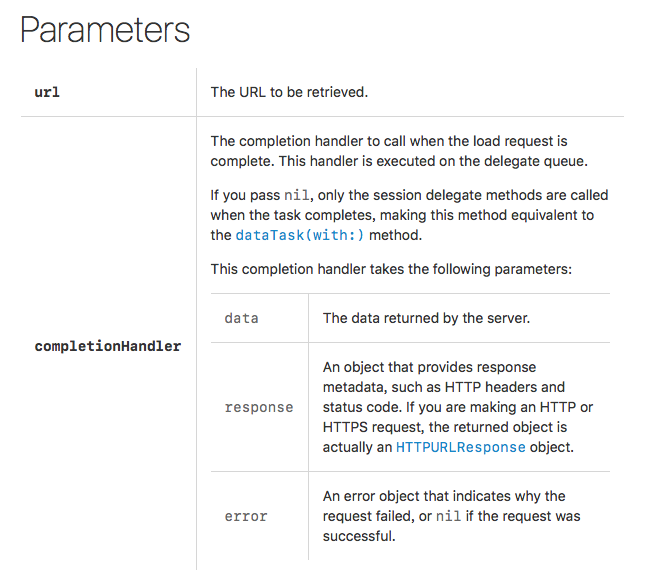 Parameters
url
The URL to be retrieved.
The completion handler to call when the load request is
complete. This handler is executed on the delegate queue.
If you pass nil, only the session delegate methods are called
when the task completes, making this method equivalent to
the dataTask(with:) method.
This completion handler takes the following parameters:
data
The data returned by the server.
completionHandler
response
An object that provides response
metadata, such as HTTP headers and
status code. If you are making an HTTP or
HTTPS request, the returned object is
actually an HTTPURLResponse object.
error
An error object that indicates why the
request failed, or nil if the request was
successful.